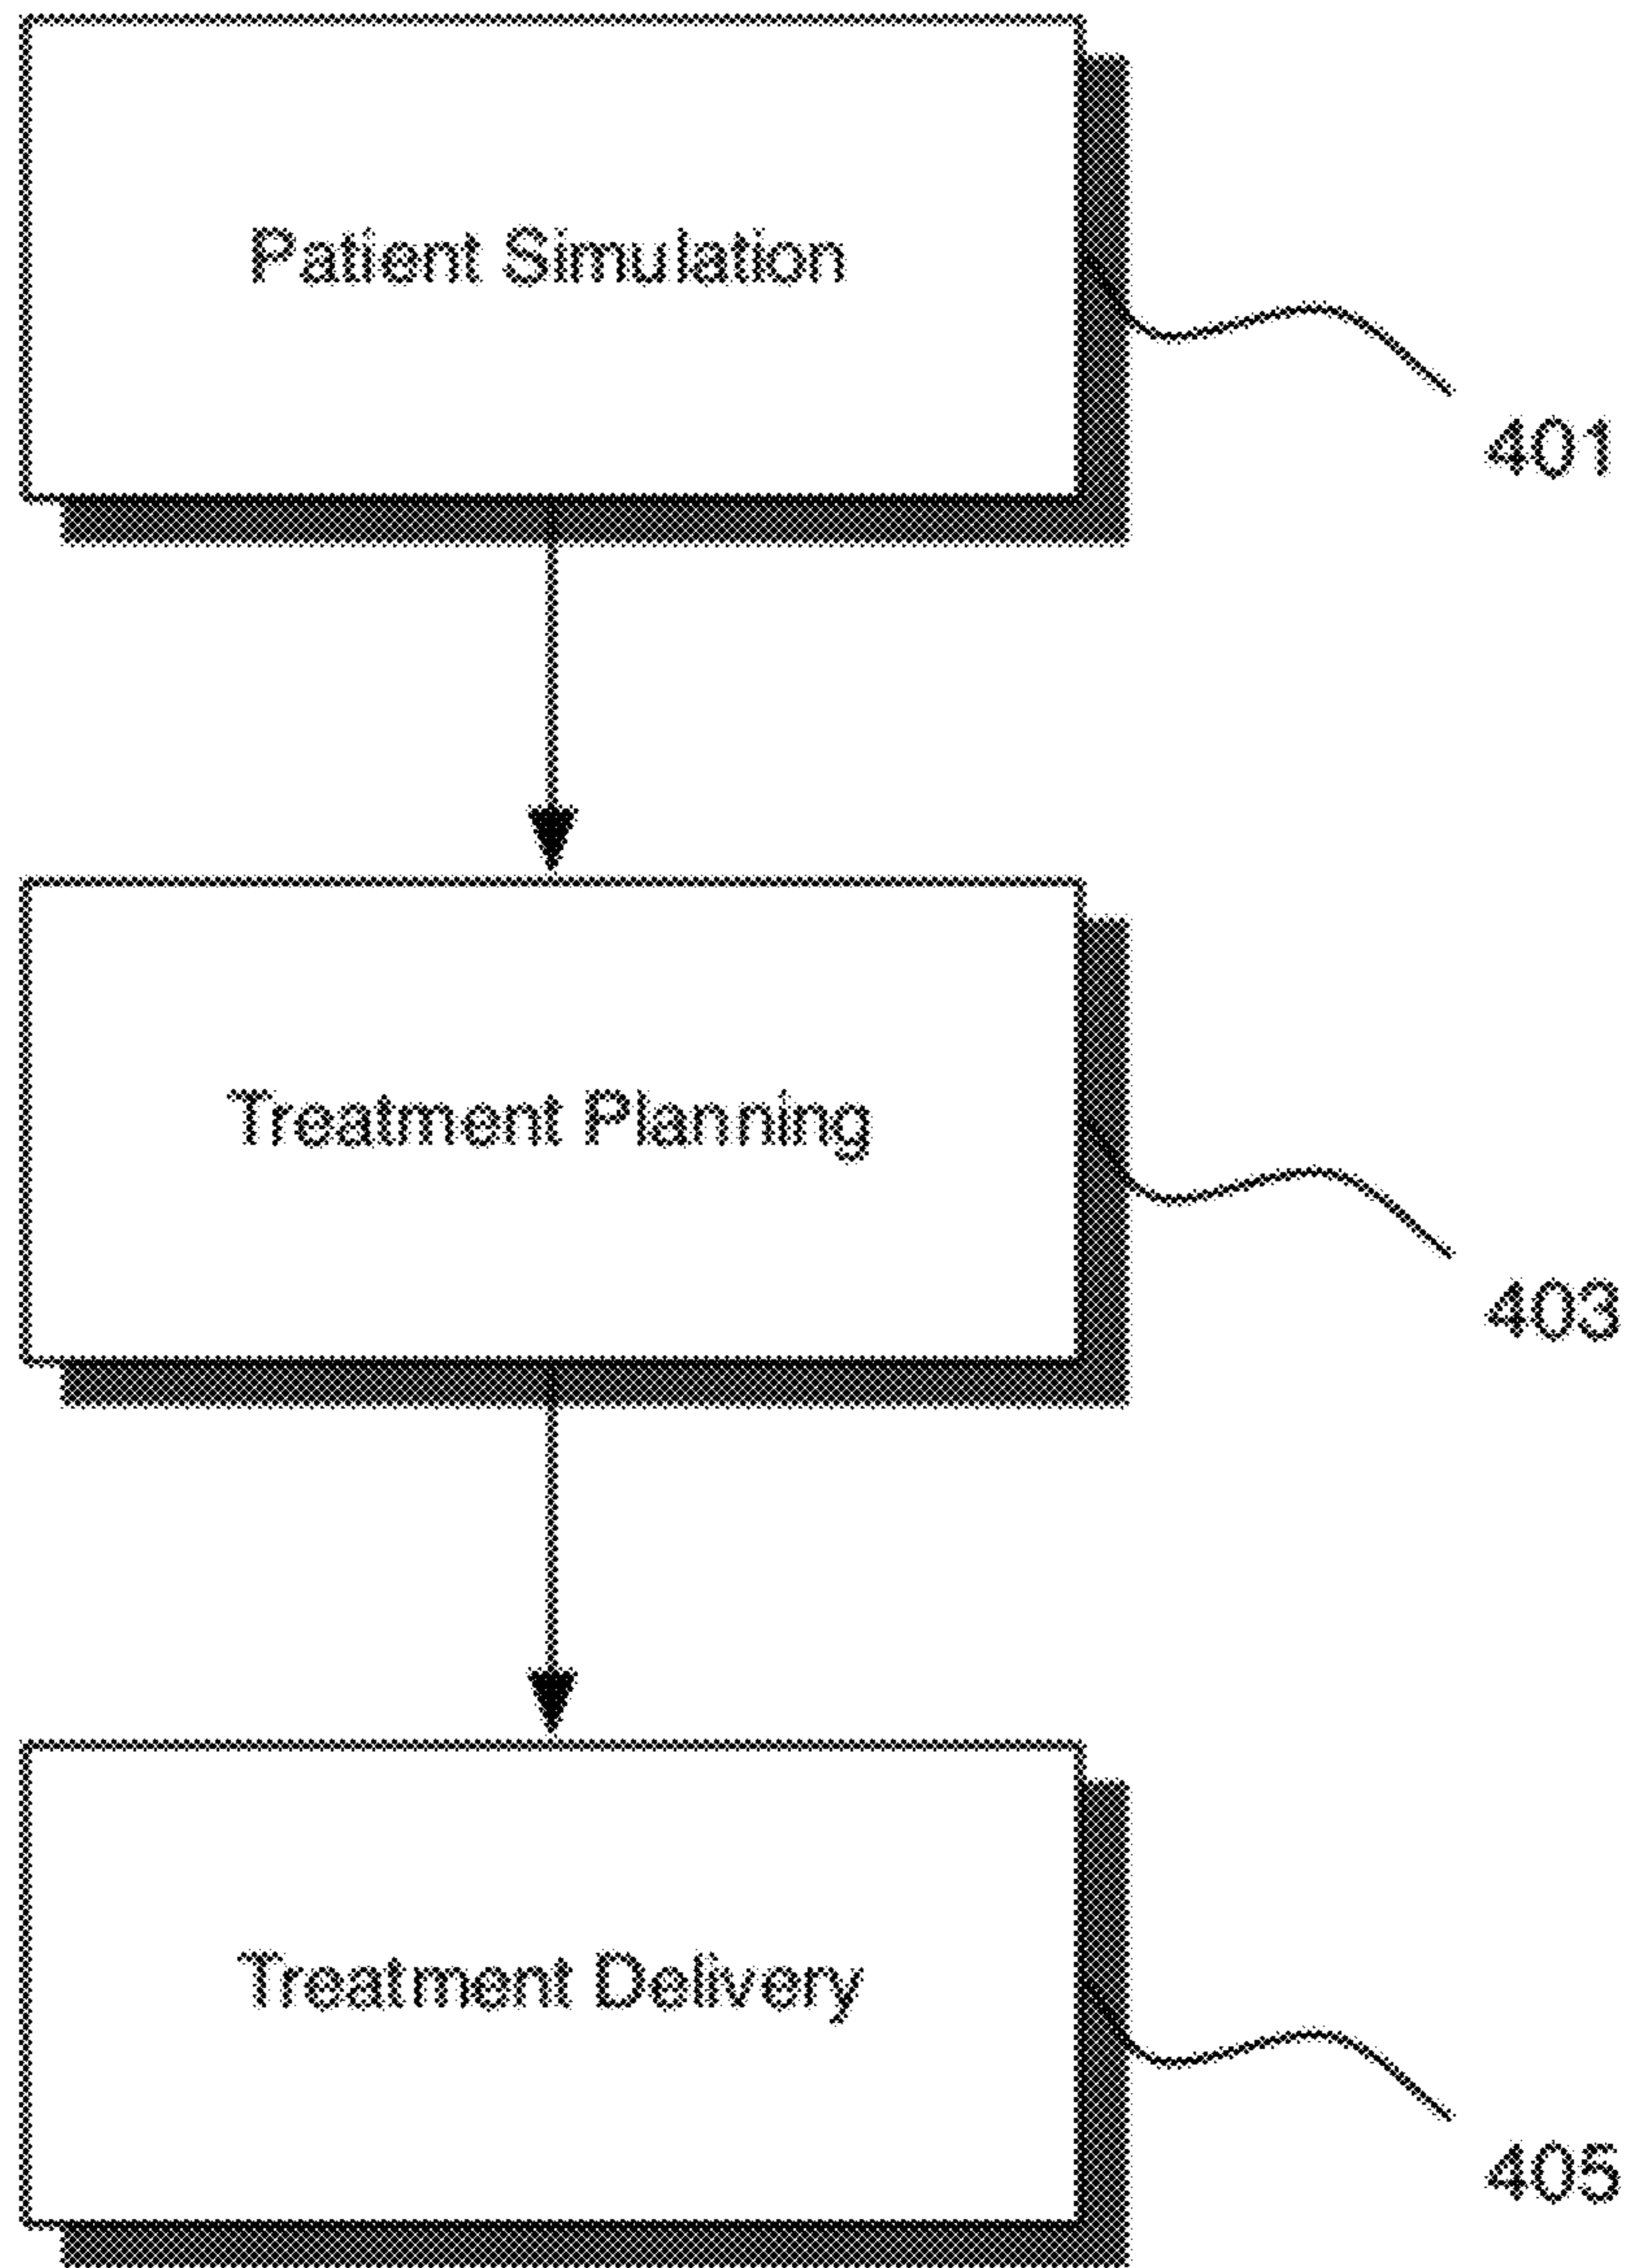 Patient Simulation
401
Treatment Planning
403
Treatment Delivery
405